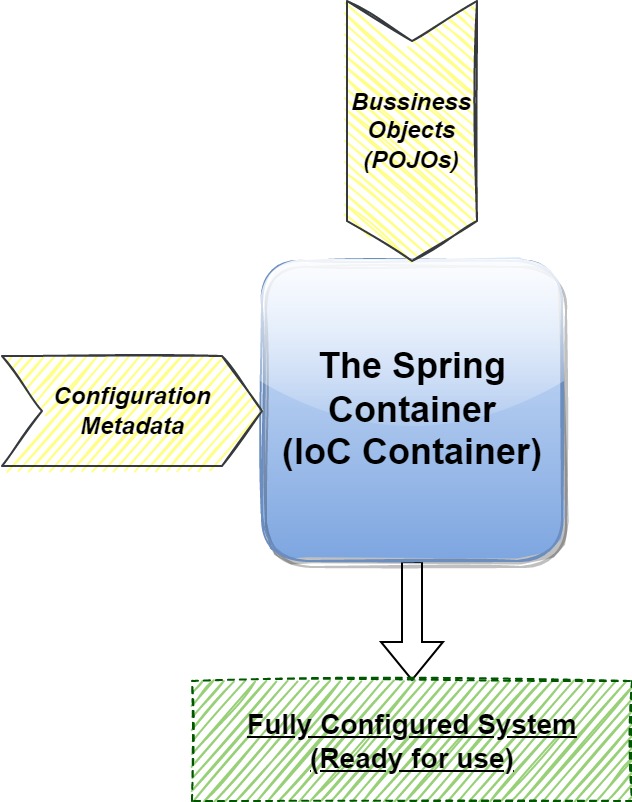 Bussiness
Objects
(POJOs)
The Spring
Container
(IoC Container)
Configuration
Metadata
Fully Configured System
(Ready for use)